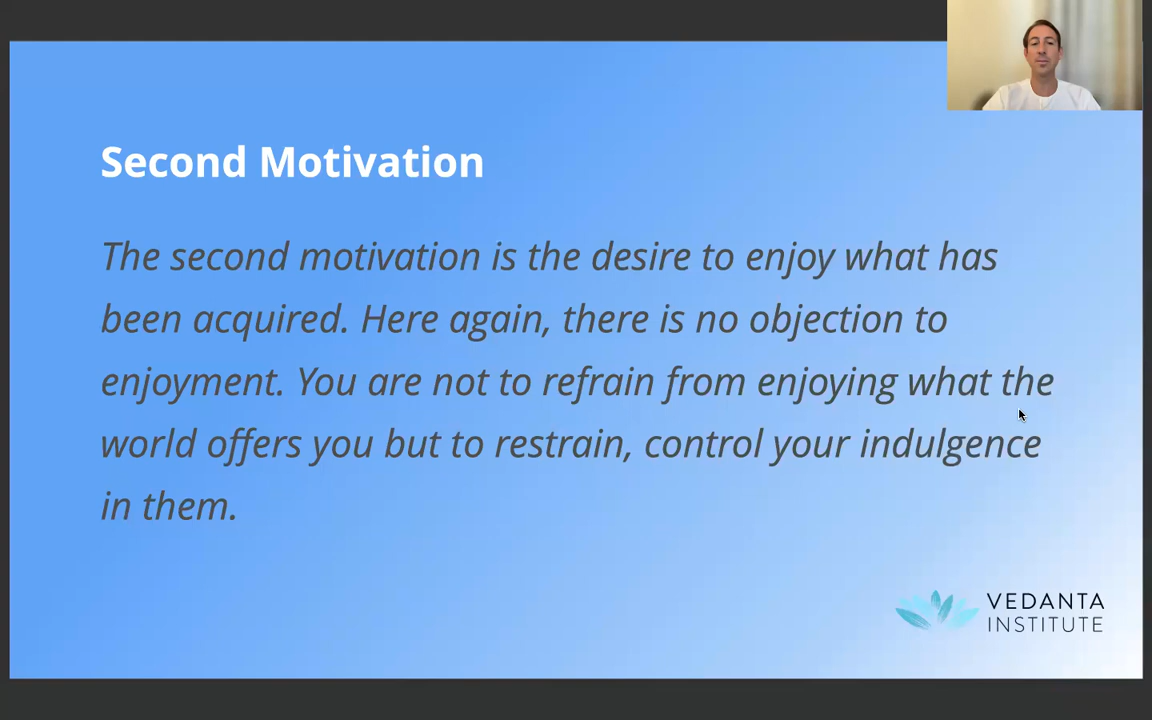 Second Motivation
The second motivation is the desire to enjoy what has
been acquired. Here again, there is no objection to
enjoyment. You are not to refrain from enjoying what the
world offers you but to restrain, control your indulgence
in them.
VEDANTA
INSTITUTE